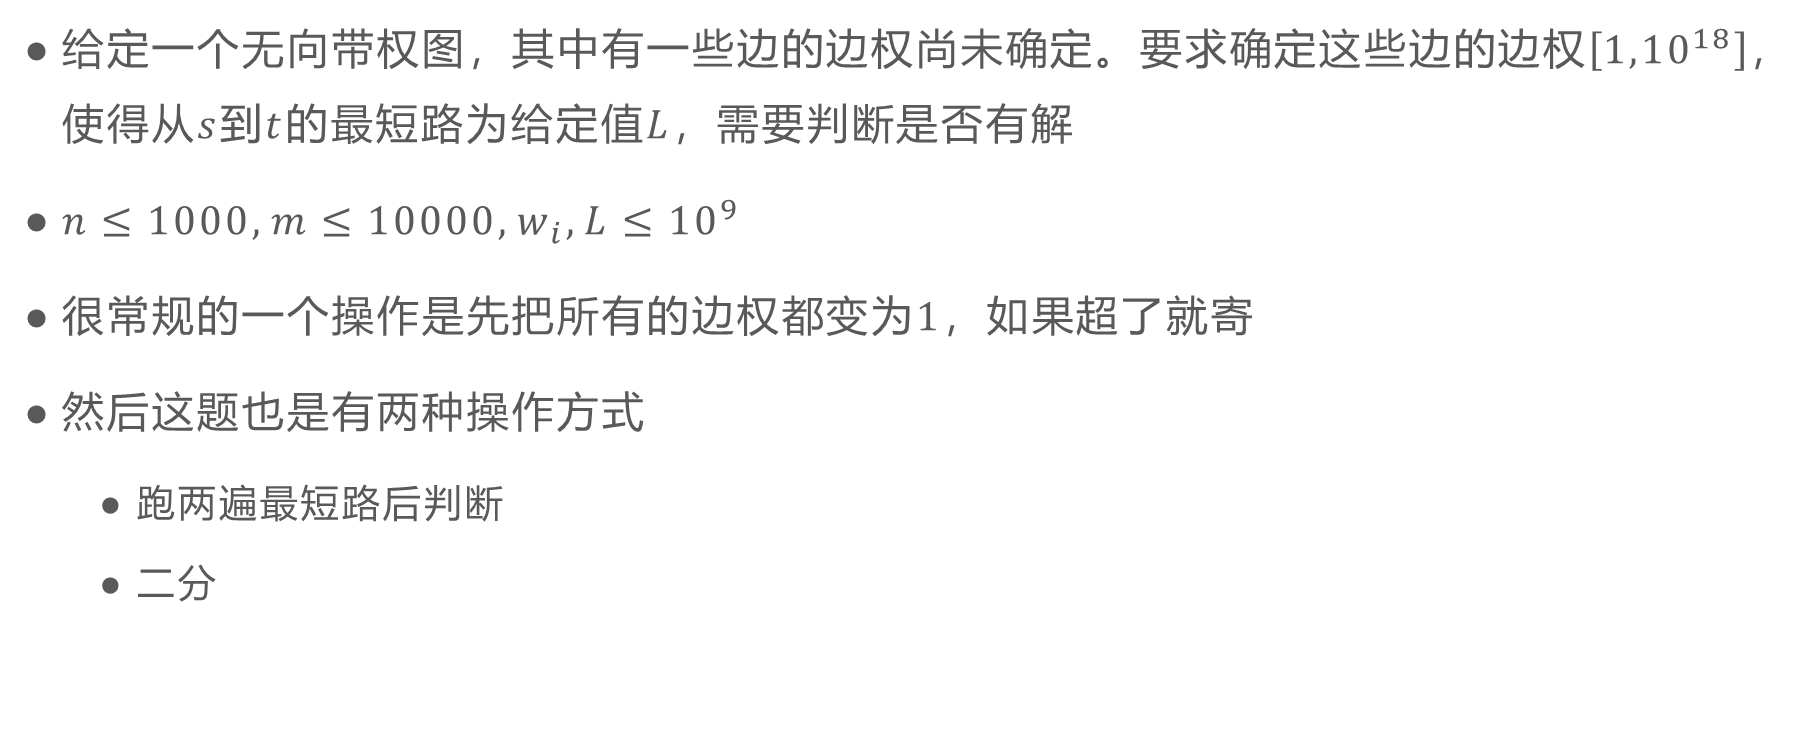 ● 给定一个无向带权图，其中有一些边的边权尚未确定。要求确定这些边的边权[1,10¹⁸]，
使得从s到t的最短路为给定值L，需要判断是否有解
● n ≤ 1000, m ≤ 10000, wᵢ, L ≤ 10⁹
● 很常规的一个操作是先把所有的边权都变为1，如果超了就寄
● 然后这题也是有两种操作方式
● 跑两遍最短路后判断
● 二分